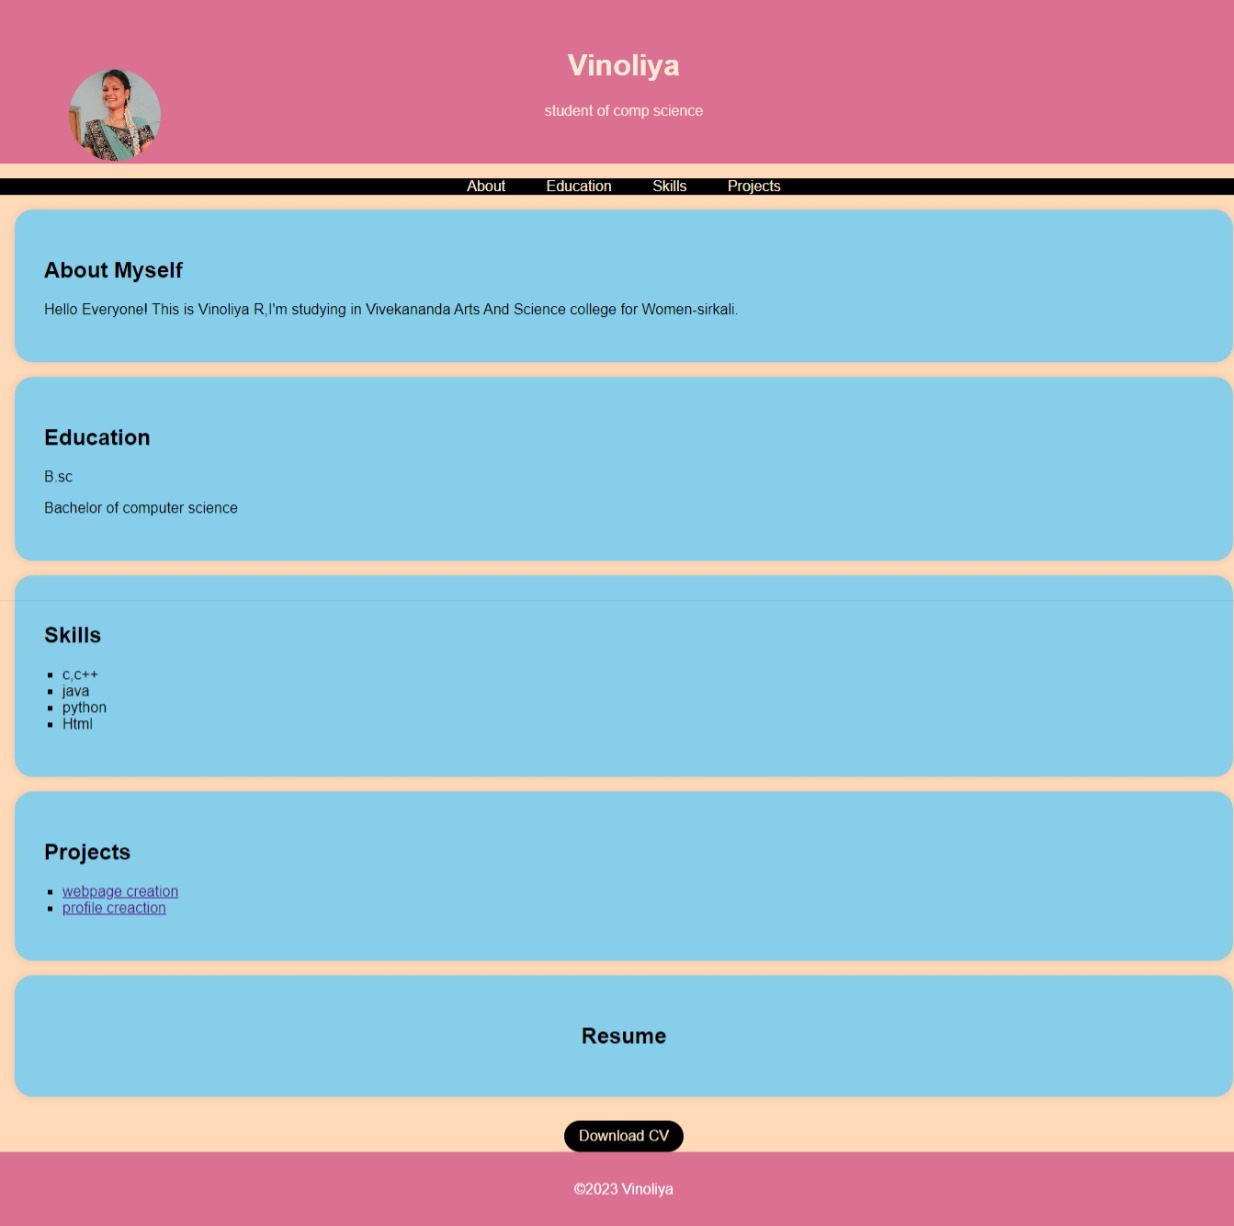 Vinoliya
student of comp science
About Education Skills Projects
About Myself
Hello Everyone! This is Vinoliya R,I'm studying in Vivekananda Arts And Science college for Women-sirkali.
Education
B.sc
Bachelor of computer science
Skills
c,c++
java
python
Html
Projects
webpage creation
profile creaction
Resume
Download CV
©2023 Vinoliya